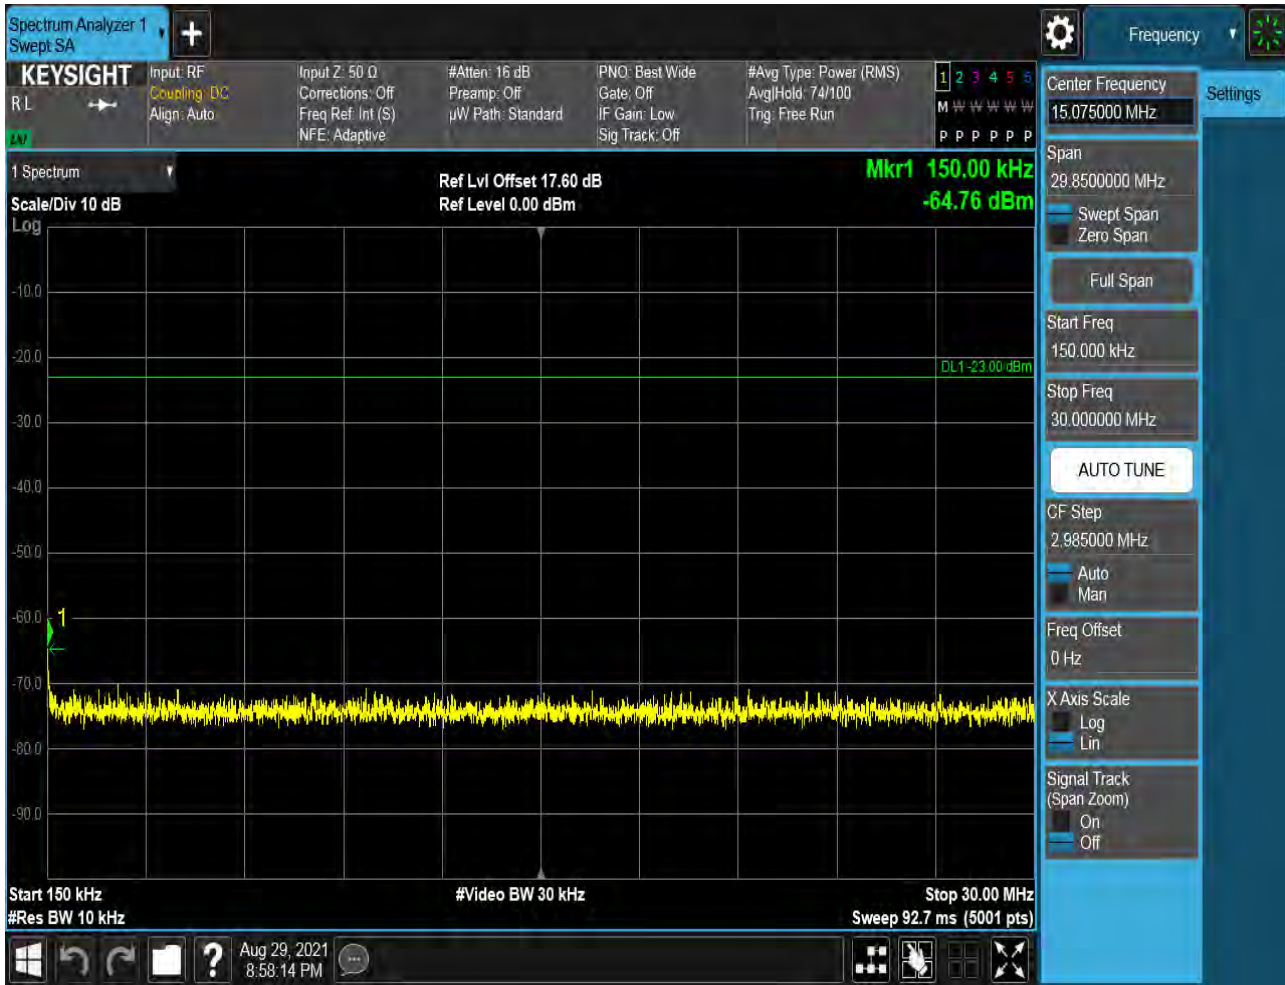 Spectrum Analyzer 1
Swept SA
+
Frequency
KEYSIGHT
R L
LNI
Input: RF
Coupling: DC
Align: Auto
Input Z: 50 Ω
Corrections: Off
Freq Ref: Int (S)
NFE: Adaptive
#Atten: 16 dB
Preamp: Off
µW Path: Standard
PNO: Best Wide
Gate: Off
IF Gain: Low
Sig Track: Off
#Avg Type: Power (RMS)
Avg|Hold: 74/100
Trig: Free Run
1 2 3 4 5 6
M W W W W W
P P P P P P
1 Spectrum
Scale/Div 10 dB
Log
Ref Lvl Offset 17.60 dB
Ref Level 0.00 dBm
Mkr1 150.00 kHz
-64.76 dBm
-10.0
-20.0
DL1 -23.00 dBm
-30.0
-40.0
-50.0
-60.0
1
-70.0
-80.0
-90.0
Start 150 kHz
#Res BW 10 kHz
#Video BW 30 kHz
Stop 30.00 MHz
Sweep 92.7 ms (5001 pts)
Center Frequency
15.075000 MHz
Settings
Span
29.8500000 MHz
Swept Span
Zero Span
Full Span
Start Freq
150.000 kHz
Stop Freq
30.000000 MHz
AUTO TUNE
CF Step
2.985000 MHz
Auto
Man
Freq Offset
0 Hz
X Axis Scale
Log
Lin
Signal Track
(Span Zoom)
On
Off
?
Aug 29, 2021
8:58:14 PM